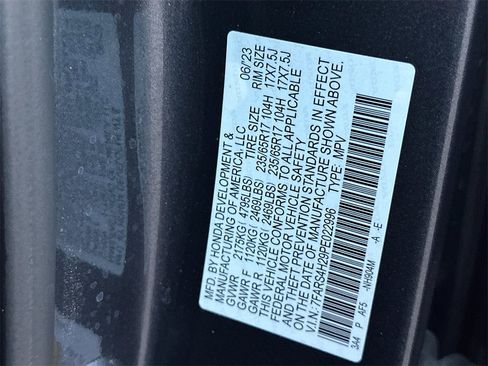 MFD. BY HONDA DEVELOPMENT & 06/23
MANUFACTURING OF AMERICA, LLC
GVWR 2175KG( 4795LBS) TIRE SIZE RIM SIZE
GAWR F 1120KG( 2469LBS) 235/65R17 104H 17X7.5J
GAWR R 1120KG( 2469LBS) 235/65R17 104H 17X7.5J
THIS VEHICLE CONFORMS TO ALL APPLICABLE
FEDERAL MOTOR VEHICLE SAFETY
AND THEFT PREVENTION STANDARDS IN EFFECT
ON THE DATE OF MANUFACTURE SHOWN ABOVE.
V.I.N.: 7FARS4H29PE022996 TYPE: MPV
3A4 P AF5 -NH904M -A -E